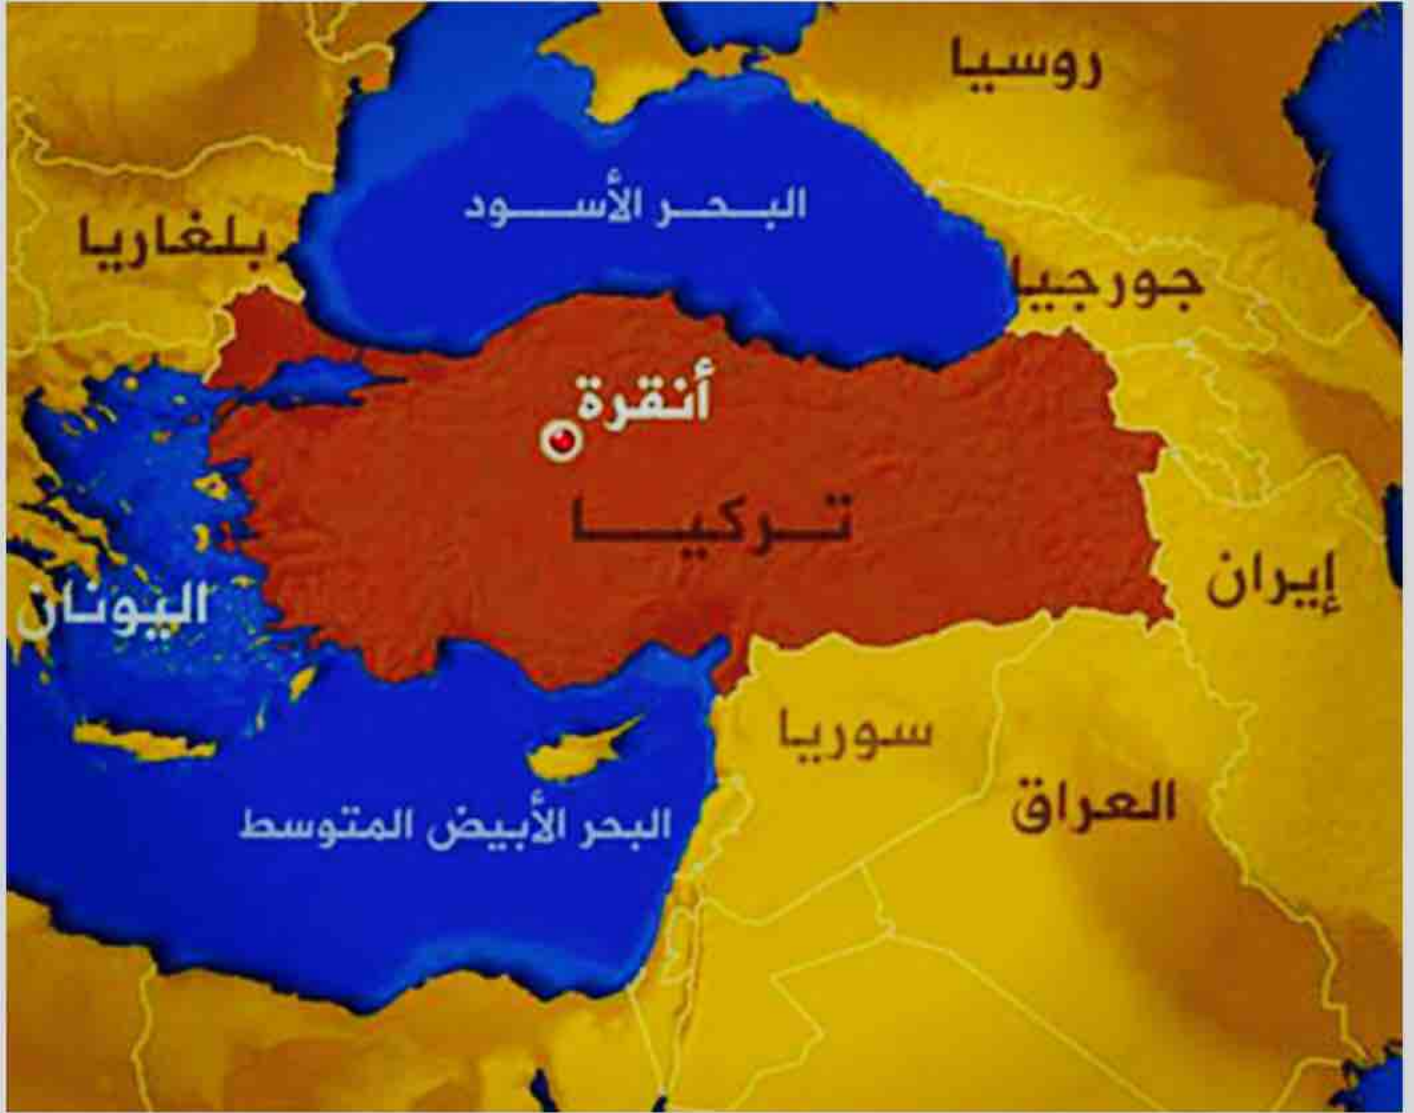 روسيا
البحر الأسود
بلغاريا
جورجيا
أنقرة
تركيا
إيران
اليونان
سوريا
العراق
البحر الأبيض المتوسط